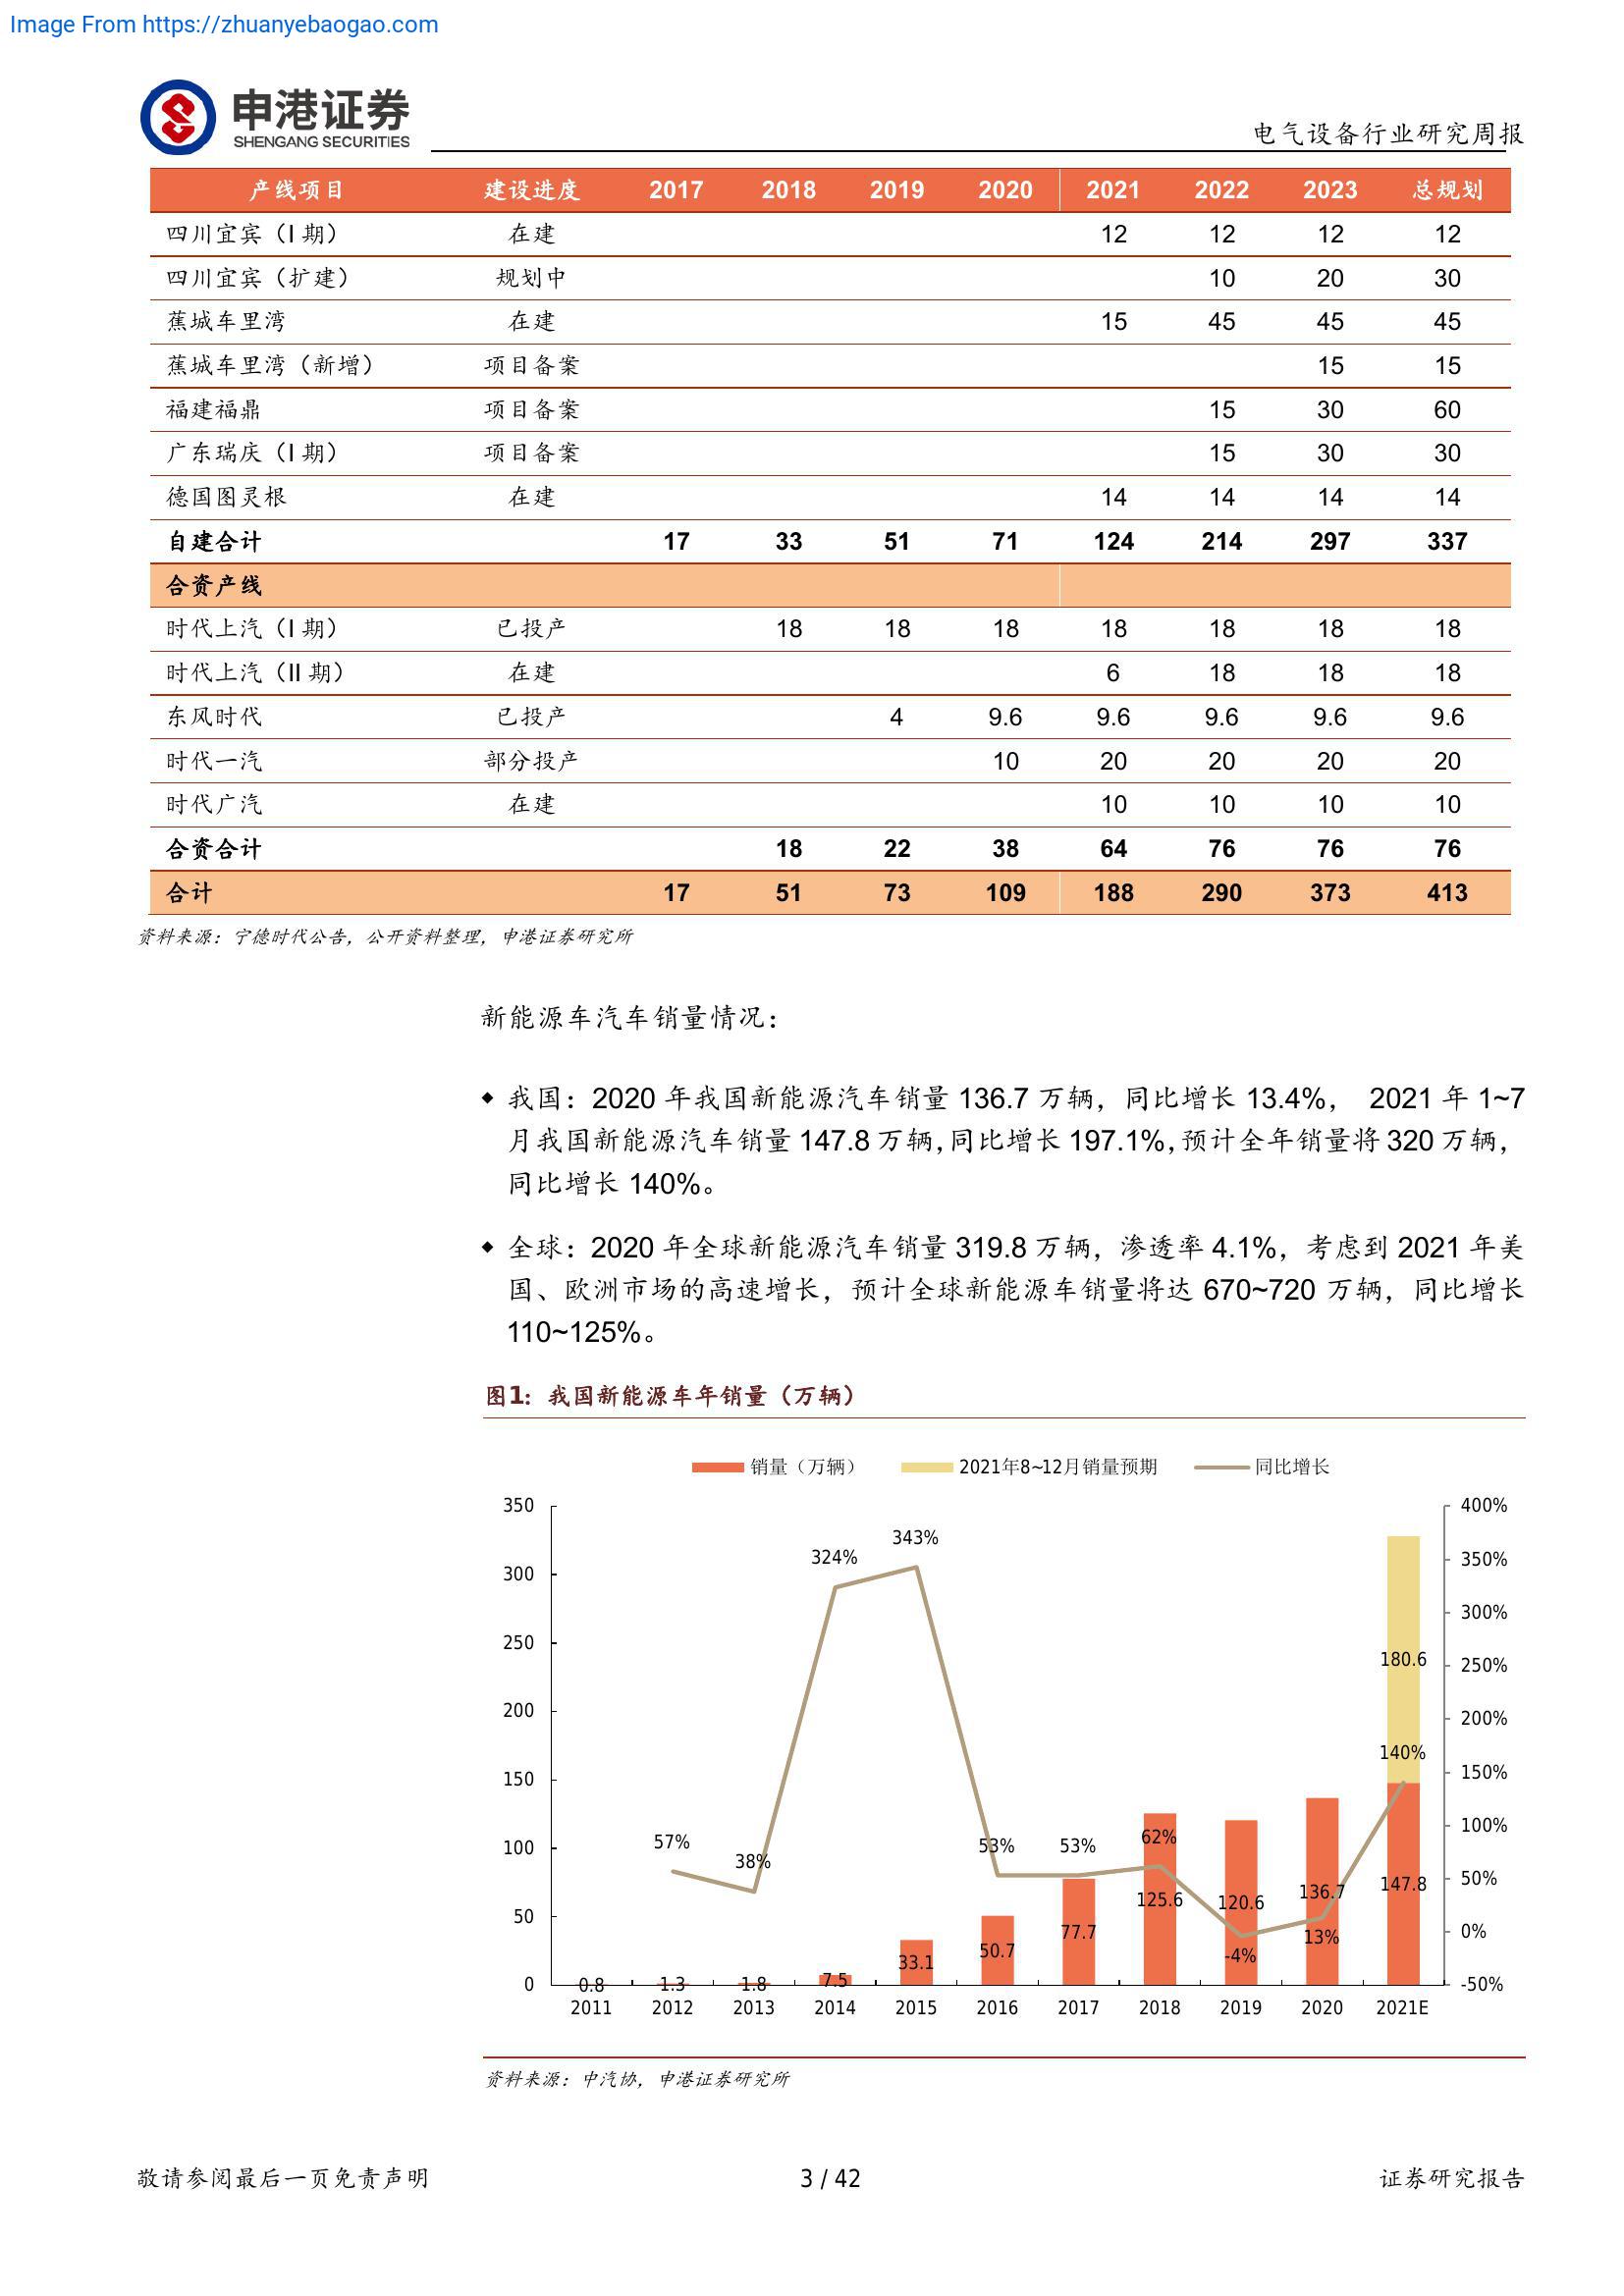 Image From https://zhuanyebaogao.com
申港证券
SHENGANG SECURITIES
电气设备行业研究周报
产线项目 建设进度 2017 2018 2019 2020 2021 2022 2023 总规划
四川宜宾（I 期） 在建 12 12 12 12
四川宜宾（扩建） 规划中 10 20 30
蕉城车里湾 在建 15 45 45 45
蕉城车里湾（新增） 项目备案 15 15
福建福鼎 项目备案 15 30 60
广东瑞庆（I 期） 项目备案 15 30 30
德国图灵根 在建 14 14 14 14
自建合计 17 33 51 71 124 214 297 337
合资产线
时代上汽（I 期） 已投产 18 18 18 18 18 18 18
时代上汽（II 期） 在建 6 18 18 18
东风时代 已投产 4 9.6 9.6 9.6 9.6 9.6
时代一汽 部分投产 10 20 20 20 20
时代广汽 在建 10 10 10 10
合资合计 18 22 38 64 76 76 76
合计 17 51 73 109 188 290 373 413
资料来源：宁德时代公告，公开资料整理，申港证券研究所
新能源车汽车销量情况：
◆ 我国：2020 年我国新能源汽车销量 136.7 万辆，同比增长 13.4%， 2021 年 1~7
月我国新能源汽车销量 147.8 万辆，同比增长 197.1%，预计全年销量将 320 万辆，
同比增长 140%。
◆ 全球：2020 年全球新能源汽车销量 319.8 万辆，渗透率 4.1%，考虑到 2021 年美
国、欧洲市场的高速增长，预计全球新能源车销量将达 670~720 万辆，同比增长
110~125%。
图1：我国新能源车年销量（万辆）
销量（万辆） 2021年8~12月销量预期 同比增长
350 400%
343%
324% 350%
300
300%
250
180.6 250%
200 200%
140%
150 150%
100%
57% 38% 53% 53% 62%
100
50%
125.6 120.6 136.7 147.8
50 77.7 0%
33.1 50.7 -4% 13%
0 0.8 1.3 1.8 7.5 -50%
2011 2012 2013 2014 2015 2016 2017 2018 2019 2020 2021E
资料来源：中汽协，申港证券研究所
敬请参阅最后一页免责声明 3 / 42 证券研究报告